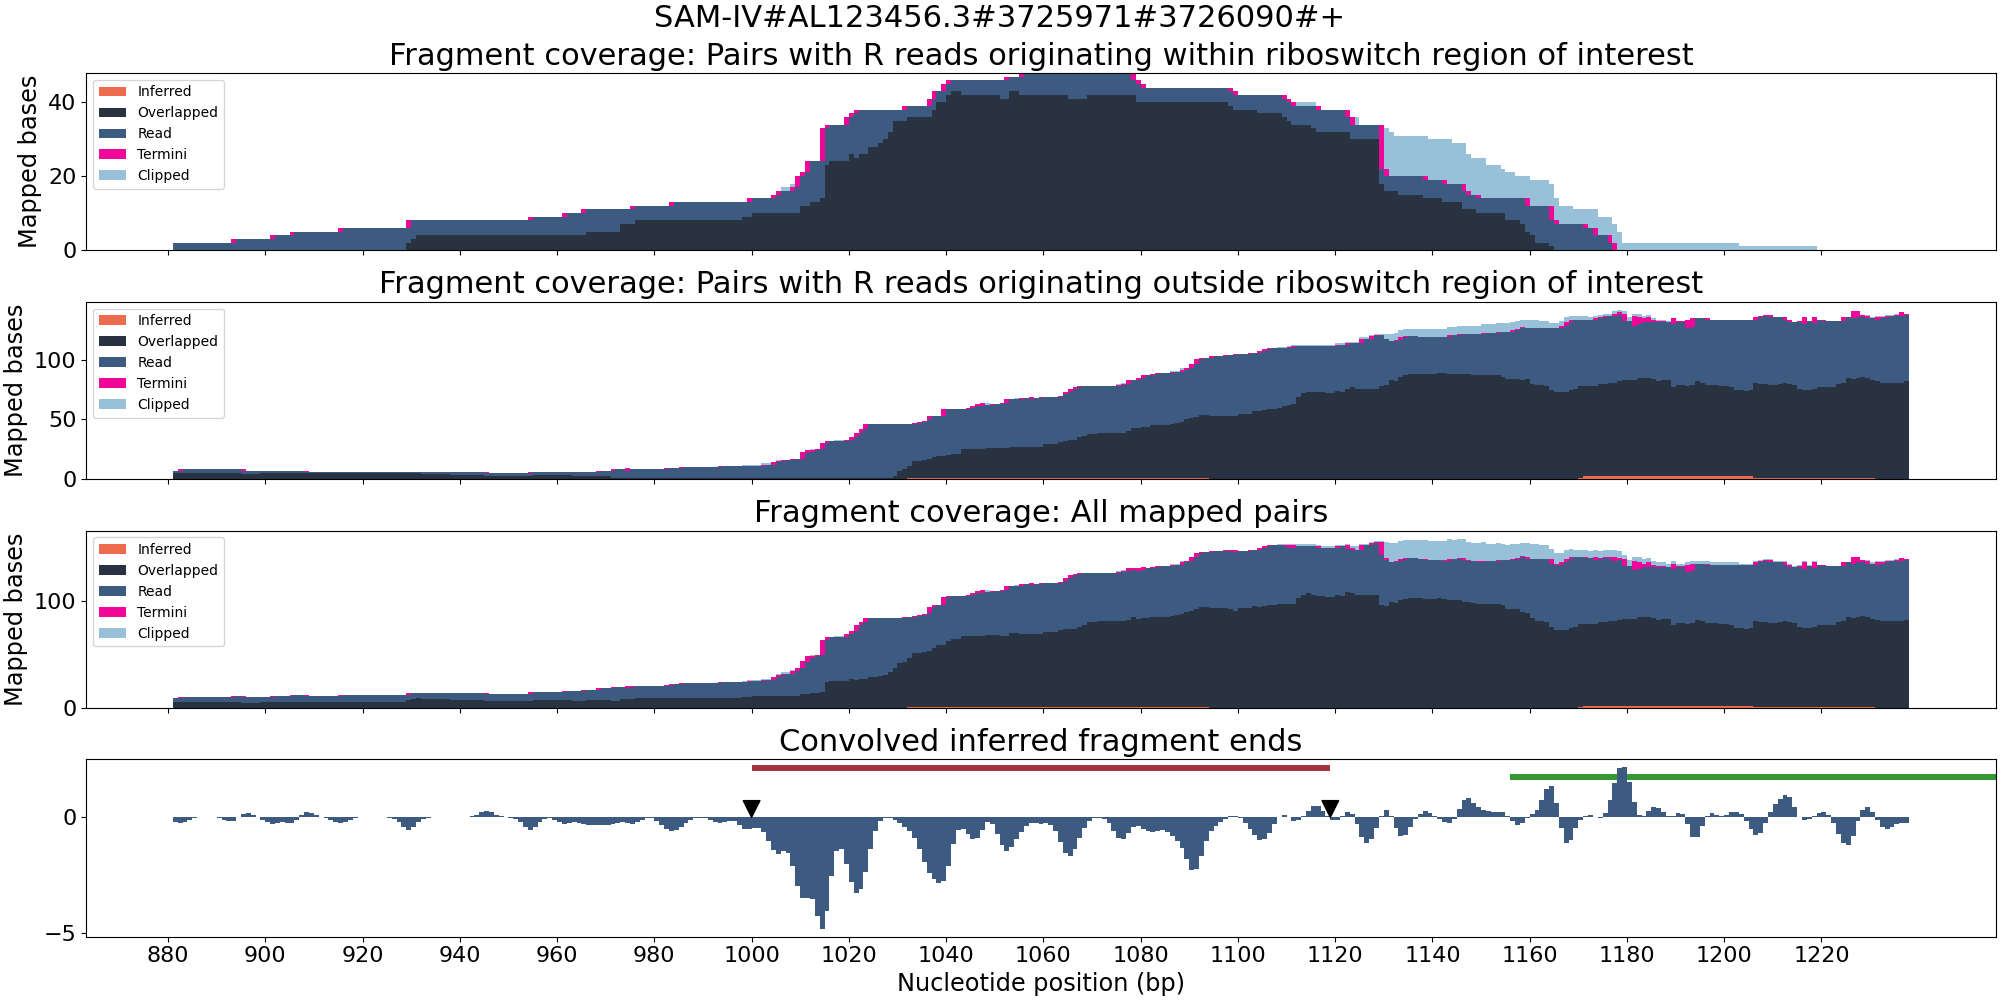 SAM-IV#AL123456.3#3725971#3726090#+
Fragment coverage: Pairs with R reads originating within riboswitch region of interest
Mapped bases
40
20
0
Inferred
Overlapped
Read
Termini
Clipped
Fragment coverage: Pairs with R reads originating outside riboswitch region of interest
Mapped bases
100
50
0
Inferred
Overlapped
Read
Termini
Clipped
Fragment coverage: All mapped pairs
Mapped bases
100
0
Inferred
Overlapped
Read
Termini
Clipped
Convolved inferred fragment ends
0
−5
880 900 920 940 960 980 1000 1020 1040 1060 1080 1100 1120 1140 1160 1180 1200 1220
Nucleotide position (bp)